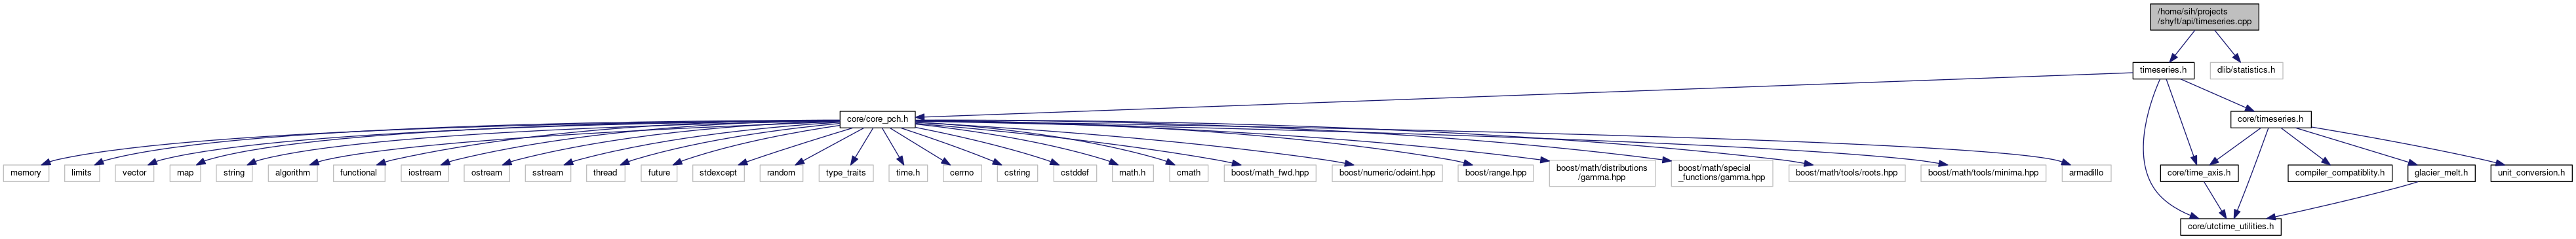 /home/sih/projects
/shyft/api/timeseries.cpp
timeseries.h
dlib/statistics.h
core/core_pch.h
core/timeseries.h
memory
limits
vector
map
string
algorithm
functional
iostream
ostream
sstream
thread
future
stdexcept
random
type_traits
time.h
cerrno
cstring
cstddef
math.h
cmath
boost/math_fwd.hpp
boost/numeric/odeint.hpp
boost/range.hpp
boost/math/distributions
/gamma.hpp
boost/math/special
_functions/gamma.hpp
boost/math/tools/roots.hpp
boost/math/tools/minima.hpp
armadillo
core/time_axis.h
compiler_compatiblity.h
glacier_melt.h
unit_conversion.h
core/utctime_utilities.h